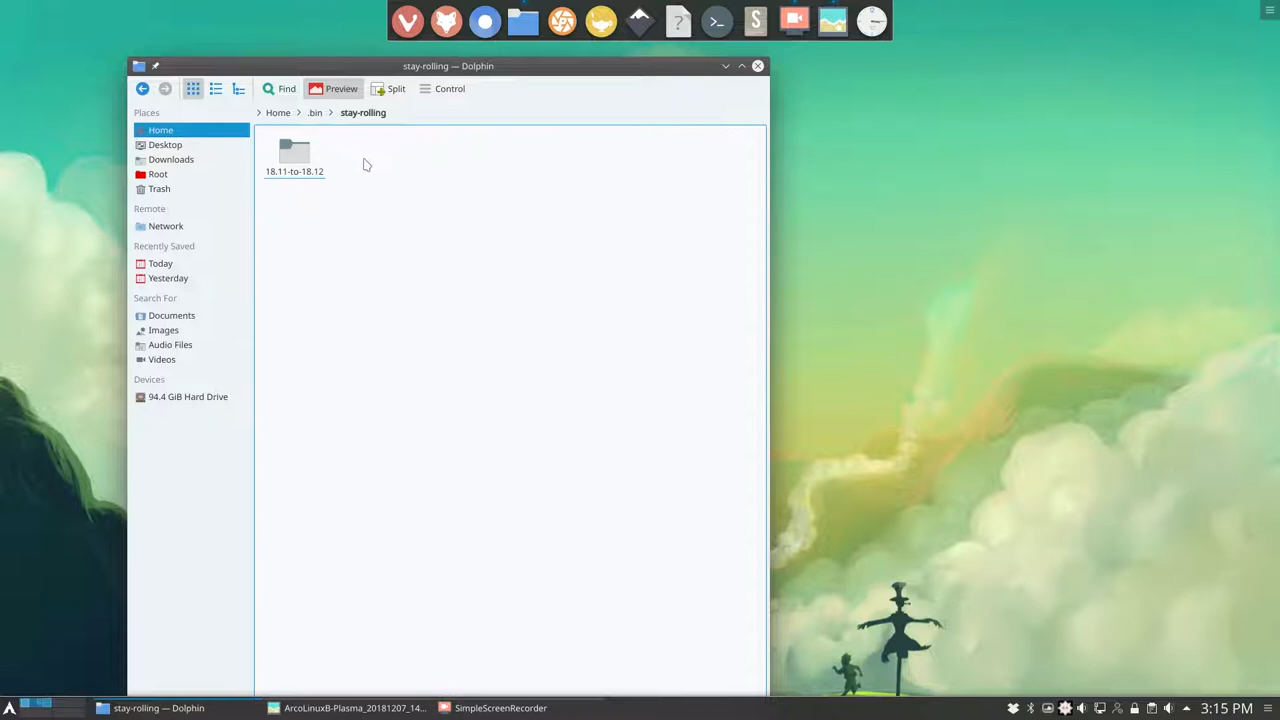 stay-rolling — Dolphin
Find
Preview
Split
Control
Places
Home
.bin
stay-rolling
Home
Desktop
Downloads
Root
Trash
Remote
Network
Recently Saved
Today
Yesterday
Search For
Documents
Images
Audio Files
Videos
Devices
94.4 GiB Hard Drive
18.11-to-18.12
stay-rolling — Dolphin
ArcoLinuxB-Plasma_20181207_14...
SimpleScreenRecorder
3:15 PM